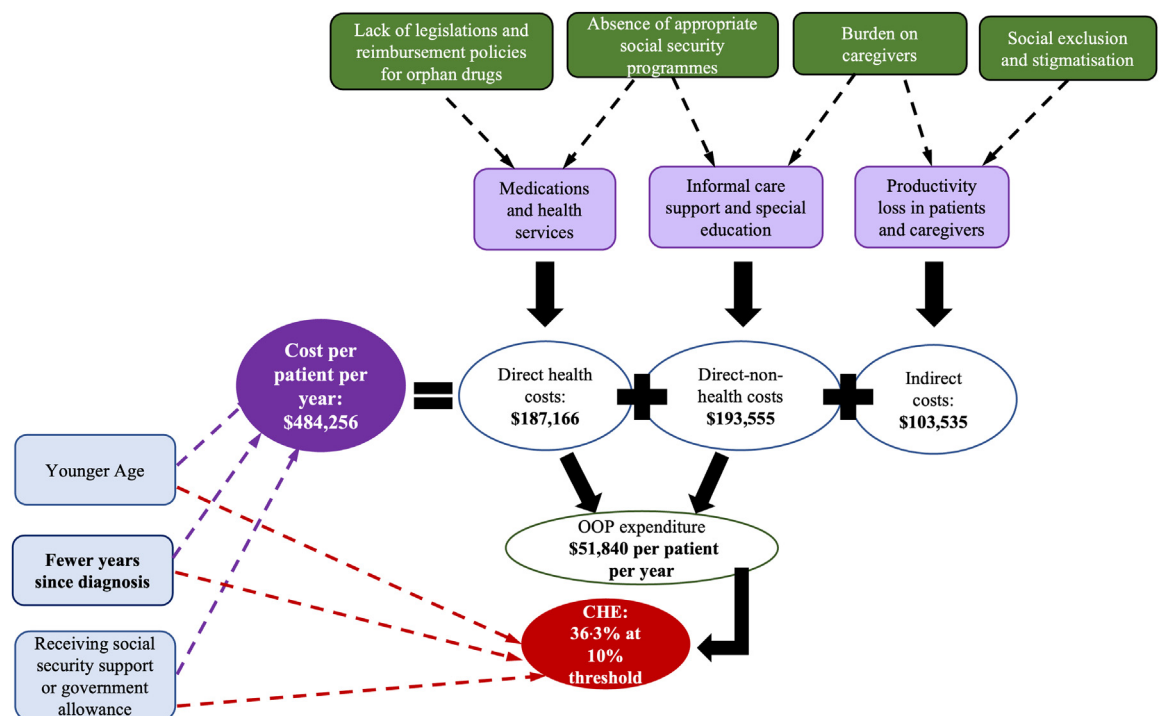 Lack of legislations and
reimbursement policies
for orphan drugs
Absence of appropriate
social security
programmes
Burden on
caregivers
Social exclusion
and stigmatisation
Medications
and health
services
Informal care
support and special
education
Productivity
loss in patients
and caregivers
Cost per
patient per
year:
$484,256
=
Direct health
costs:
$187,166
+
Direct-non-
health costs
$193,555
+
Indirect
costs:
$103,535
Younger Age
Fewer years
since diagnosis
Receiving social
security support
or government
allowance
OOP expenditure
$51,840 per patient
per year
CHE:
36·3% at
10%
threshold